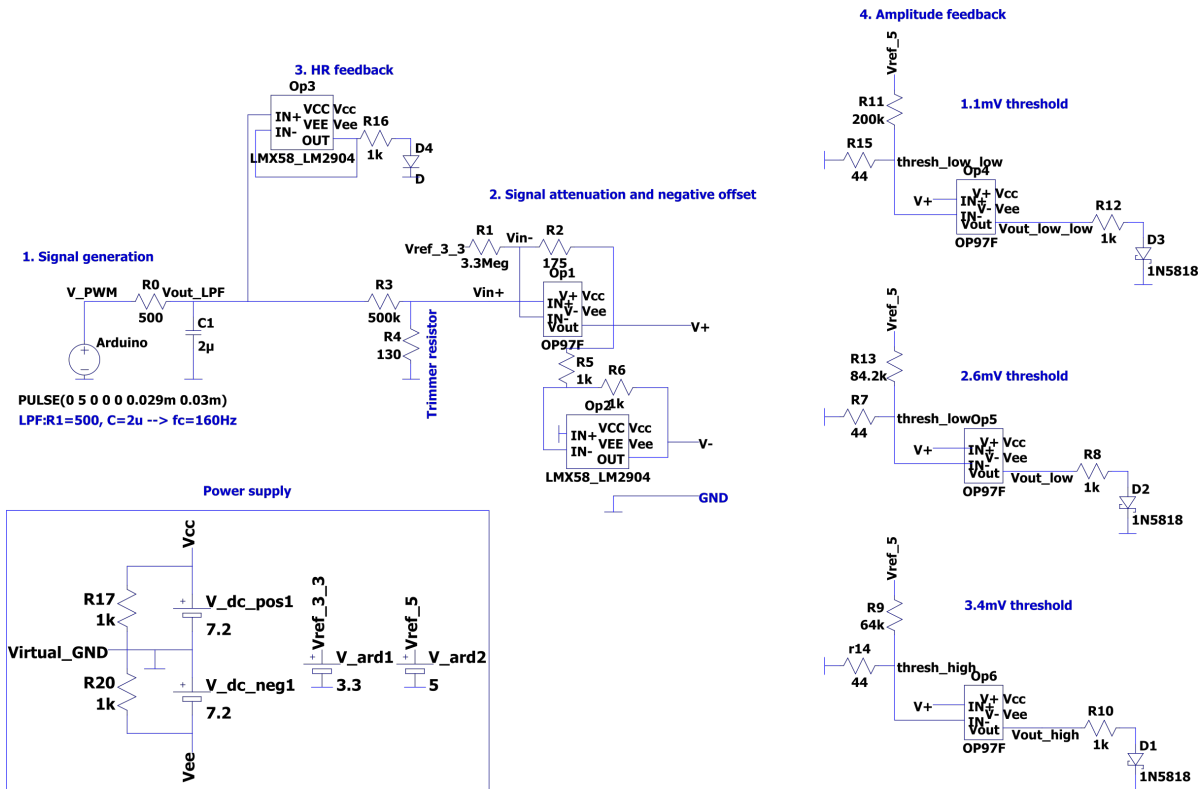 4. Amplitude feedback
Vref_5
3. HR feedback
Op3
IN+
IN-
VCC
VEE
OUT
Vcc
Vee
LMX58_LM2904
R16
1k
D4
D
R11
200k
1.1mV threshold
R15
44
thresh_low_low
Op4
V+
IN+
IN-
V+
V-
Vout
Vcc
Vee
OP97F
Vout_low_low
R12
1k
D3
1N5818
2. Signal attenuation and negative offset
Vref_3_3
R1
3.3Meg
Vin-
R2
175
Op1
IN+
IN-
V+
V-
Vout
Vcc
Vee
OP97F
V+
1. Signal generation
V_PWM
R0
500
Vout_LPF
C1
2µ
Arduino
PULSE(0 5 0 0 0 0.029m 0.03m)
LPF:R1=500, C=2u --> fc=160Hz
R3
500k
Vin+
R4
130
Trimmer resistor
R5
1k
R6
1k
Op2
IN+
IN-
VCC
VEE
OUT
Vcc
Vee
LMX58_LM2904
V-
GND
Vref_5
R13
84.2k
2.6mV threshold
R7
44
thresh_low
Op5
V+
IN+
IN-
V+
V-
Vout
Vcc
Vee
OP97F
Vout_low
R8
1k
D2
1N5818
Power supply
Vcc
R17
1k
V_dc_pos1
7.2
Virtual_GND
R20
1k
V_dc_neg1
7.2
Vee
Vref_3_3
V_ard1
3.3
Vref_5
V_ard2
5
Vref_5
R9
64k
3.4mV threshold
r14
44
thresh_high
Op6
V+
IN+
IN-
V+
V-
Vout
Vcc
Vee
OP97F
Vout_high
R10
1k
D1
1N5818